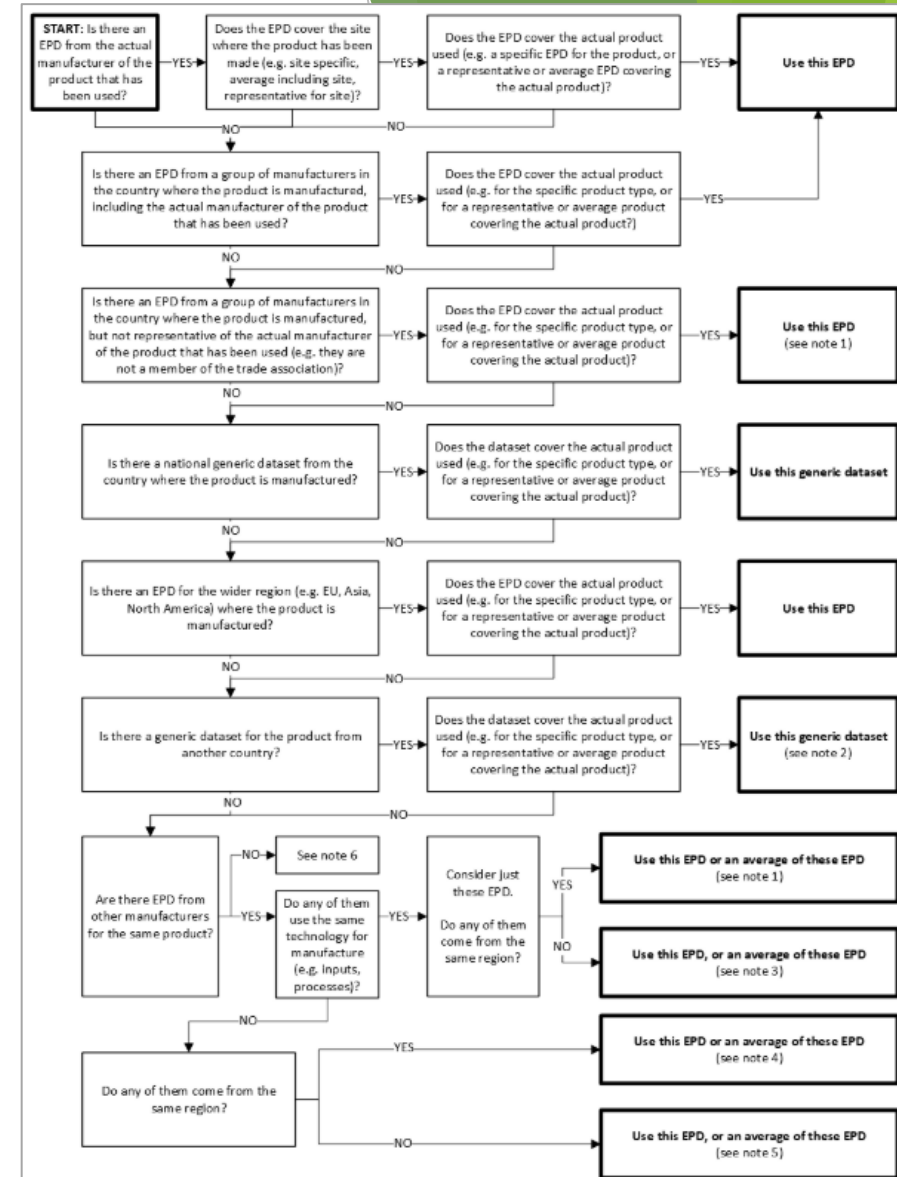 START: Is there an
EPD from the actual
manufacturer of the
product that has
been used?
YES
Does the EPD cover the site
where the product has been
made (e.g. site specific,
average including site,
representative for site)?
YES
Does the EPD cover the actual product
used (e.g. a specific EPD for the product, or
a representative or average EPD covering
the actual product)?
YES
Use this EPD
NO
NO
Is there an EPD from a group of manufacturers in
the country where the product is manufactured,
including the actual manufacturer of the product
that has been used?
YES
Does the EPD cover the actual product
used (e.g. for the specific product type, or
for a representative or average product
covering the actual product?)
YES
NO
NO
Is there an EPD from a group of manufacturers in
the country where the product is manufactured,
but not representative of the actual manufacturer
of the product that has been used (e.g. they are
not a member of the trade association)?
YES
Does the EPD cover the actual product
used (e.g. for the specific product type, or
for a representative or average product
covering the actual product)?
YES
Use this EPD
(see note 1)
NO
NO
Is there a national generic dataset from the
country where the product is manufactured?
YES
Does the dataset cover the actual product
used (e.g. for the specific product type, or
for a representative or average product
covering the actual product)?
YES
Use this generic dataset
NO
NO
Is there an EPD for the wider region (e.g. EU, Asia,
North America) where the product is
manufactured?
YES
Does the EPD cover the actual product
used (e.g. for the specific product type, or
for a representative or average product
covering the actual product)?
YES
Use this EPD
NO
NO
Is there a generic dataset for the product from
another country?
YES
Does the dataset cover the actual product
used (e.g. for the specific product type, or
for a representative or average product
covering the actual product)?
YES
Use this generic dataset
(see note 2)
NO
NO
Are there EPD from
other manufacturers
for the same product?
NO
See note 6
YES
Do any of them
use the same
technology for
manufacture
(e.g. inputs,
processes)?
YES
Consider just
these EPD.
Do any of them
come from the
same region?
YES
Use this EPD or an average of these EPD
(see note 1)
NO
Use this EPD, or an average of these EPD
(see note 3)
NO
Do any of them come from the
same region?
YES
Use this EPD or an average of these EPD
(see note 4)
NO
Use this EPD, or an average of these EPD
(see note 5)